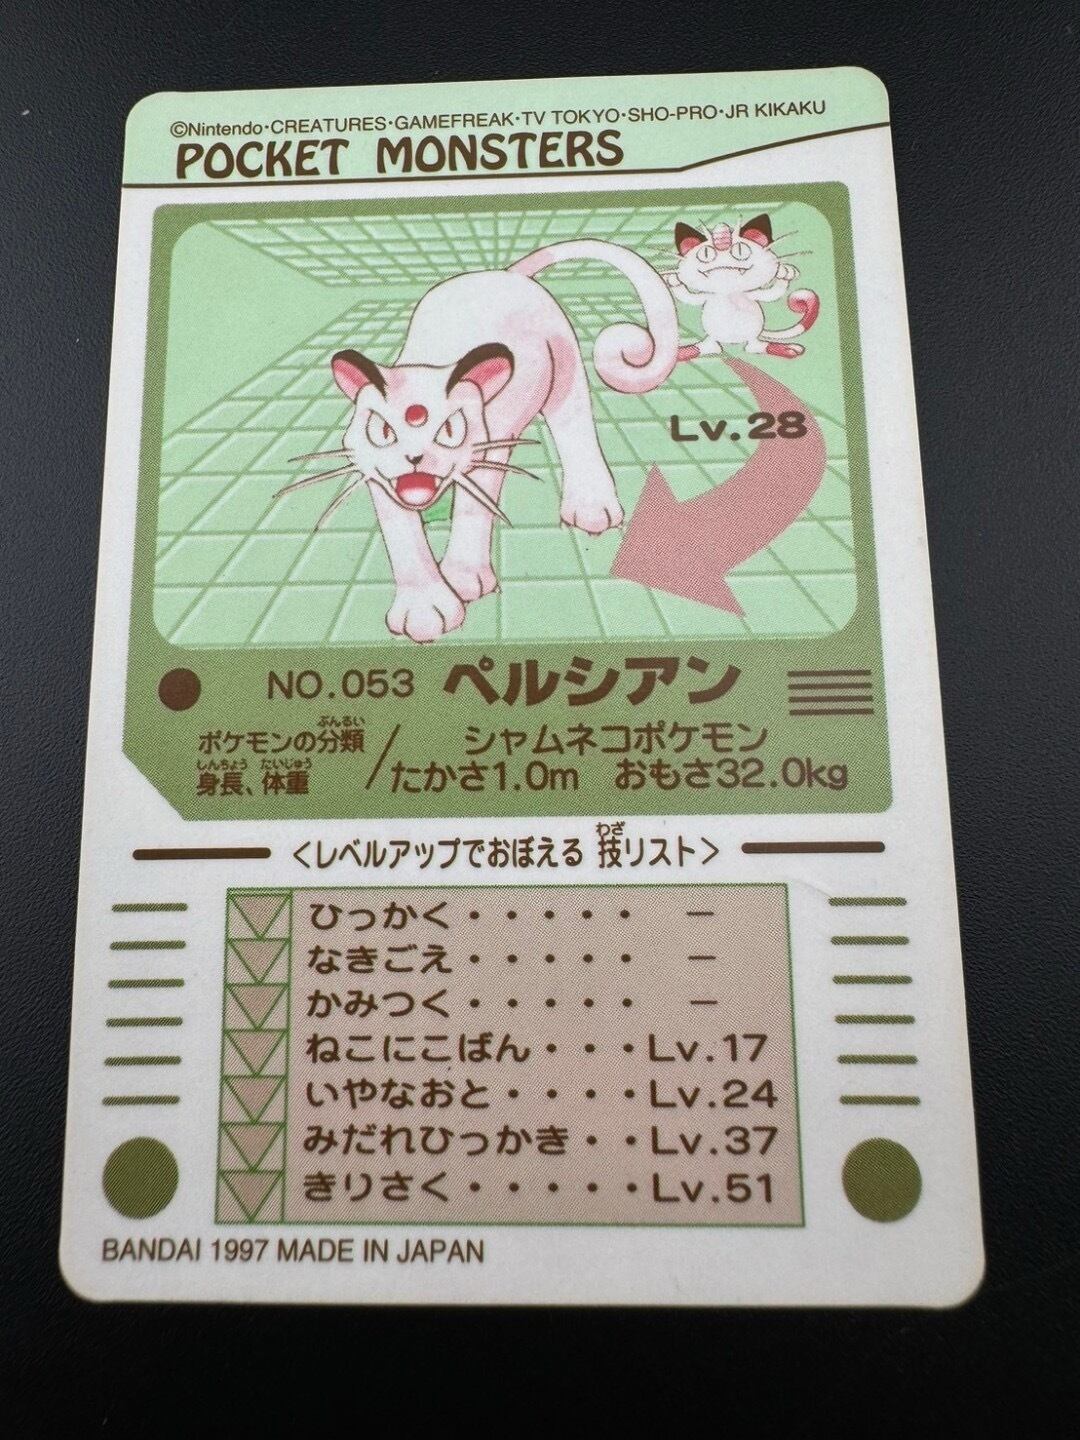 ©Nintendo・CREATURES・GAMEFREAK・TV TOKYO・SHO-PRO・JR KIKAKU
POCKET MONSTERS
Lv.28
NO.053 ペルシアン
ぶんるい
ポケモンの分類／シャムネコポケモン
しんちょう たいじゅう
身長、体重 たかさ1.0m おもさ32.0kg
わざ
<レベルアップでおぼえる 技リスト>
ひっかく・・・・・ －
なきごえ・・・・・ －
かみつく・・・・・ －
ねこにこばん・・・Lv.17
いやなおと・・・・Lv.24
みだれひっかき・・Lv.37
きりさく・・・・・Lv.51
BANDAI 1997 MADE IN JAPAN